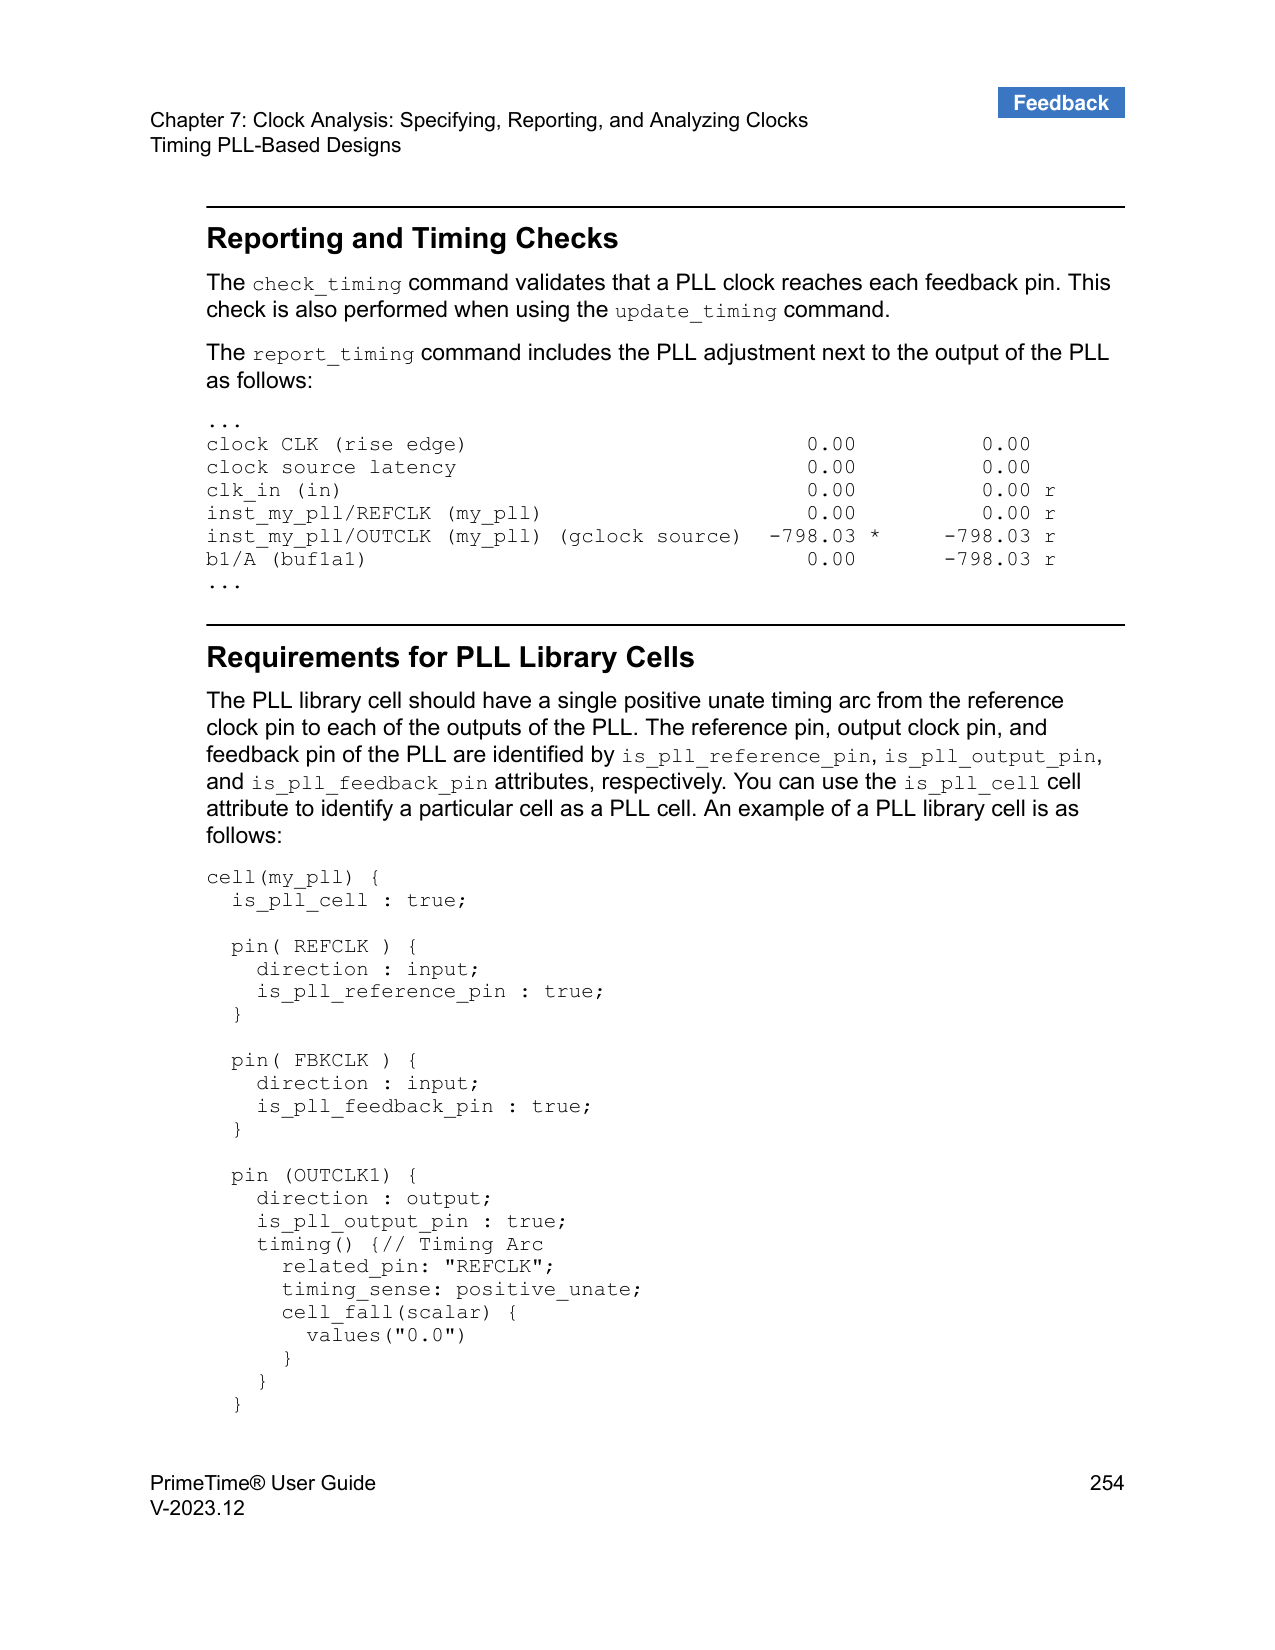 Feedback
Chapter 7: Clock Analysis: Specifying, Reporting, and Analyzing Clocks
Timing PLL-Based Designs
Reporting and Timing Checks
The check_timing command validates that a PLL clock reaches each feedback pin. This
check is also performed when using the update_timing command.
The report_timing command includes the PLL adjustment next to the output of the PLL
as follows:
...
clock CLK (rise edge)                            0.00          0.00
clock source latency                             0.00          0.00
clk_in (in)                                      0.00          0.00 r
inst_my_pll/REFCLK (my_pll)                      0.00          0.00 r
inst_my_pll/OUTCLK (my_pll) (gclock source)  -798.03 *     -798.03 r
b1/A (buf1a1)                                    0.00       -798.03 r
...
Requirements for PLL Library Cells
The PLL library cell should have a single positive unate timing arc from the reference
clock pin to each of the outputs of the PLL. The reference pin, output clock pin, and
feedback pin of the PLL are identified by is_pll_reference_pin, is_pll_output_pin,
and is_pll_feedback_pin attributes, respectively. You can use the is_pll_cell cell
attribute to identify a particular cell as a PLL cell. An example of a PLL library cell is as
follows:
cell(my_pll) {
  is_pll_cell : true;
  pin( REFCLK ) {
    direction : input;
    is_pll_reference_pin : true;
  }
  pin( FBKCLK ) {
    direction : input;
    is_pll_feedback_pin : true;
  }
  pin (OUTCLK1) {
    direction : output;
    is_pll_output_pin : true;
    timing() {// Timing Arc
      related_pin: "REFCLK";
      timing_sense: positive_unate;
      cell_fall(scalar) {
        values("0.0")
      }
    }
  }
PrimeTime® User Guide 254
V-2023.12